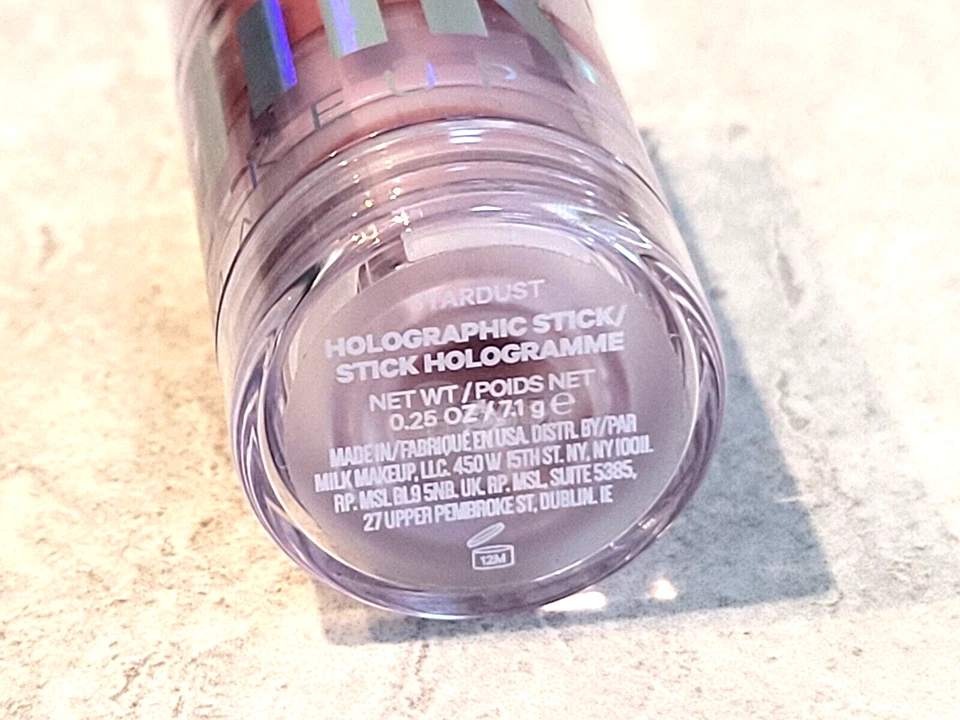 MAKEUP
STARDUST
HOLOGRAPHIC STICK/
STICK HOLOGRAMME
NET WT / POIDS NET
0.25 OZ / 7.1 g ℮
MADE IN/FABRIQUÉ EN USA. DISTR. BY/PAR
MILK MAKEUP, LLC. 450 W 15TH ST. NY, NY 10011.
RP. MSL BL9 5NB. UK. RP. MSL, SUITE 5385,
27 UPPER PEMBROKE ST, DUBLIN. IE
12M